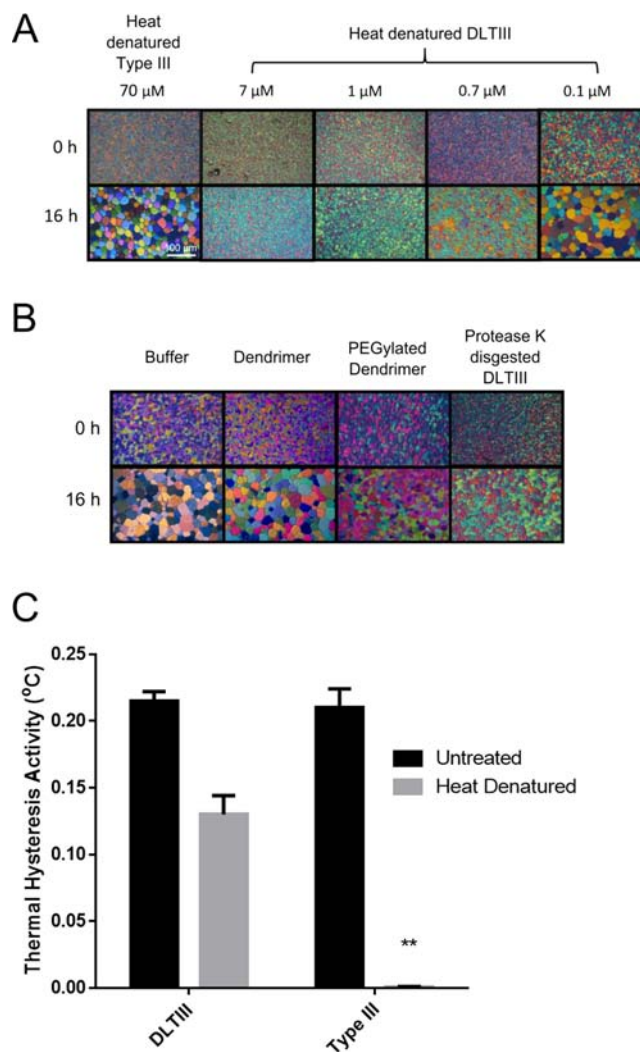 A
Heat
denatured
Type III
Heat denatured DLTIII
70 µM
7 µM
1 µM
0.7 µM
0.1 µM
0 h
16 h
100 µm
B
Buffer
Dendrimer
PEGylated
Dendrimer
Protease K
disgested
DLTIII
0 h
16 h
C
Thermal Hysteresis Activity (⁰C)
0.25
0.20
0.15
0.10
0.05
0.00
Untreated
Heat Denatured
**
DLTIII
Type III